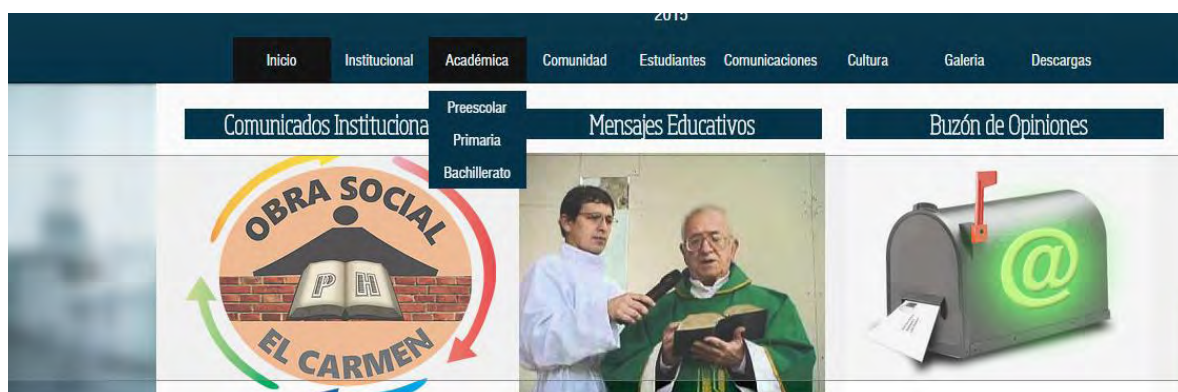 2015
Inicio Institucional Académica Comunidad Estudiantes Comunicaciones Cultura Galeria Descargas
Preescolar
Primaria
Bachillerato
Comunicados Instituciona
Mensajes Educativos
Buzón de Opiniones
OBRA SOCIAL
P H
EL CARMEN
@